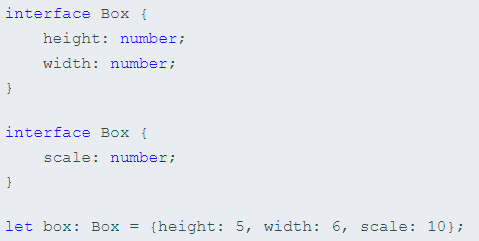 interface Box {
    height: number;
    width: number;
}

interface Box {
    scale: number;
}

let box: Box = {height: 5, width: 6, scale: 10};